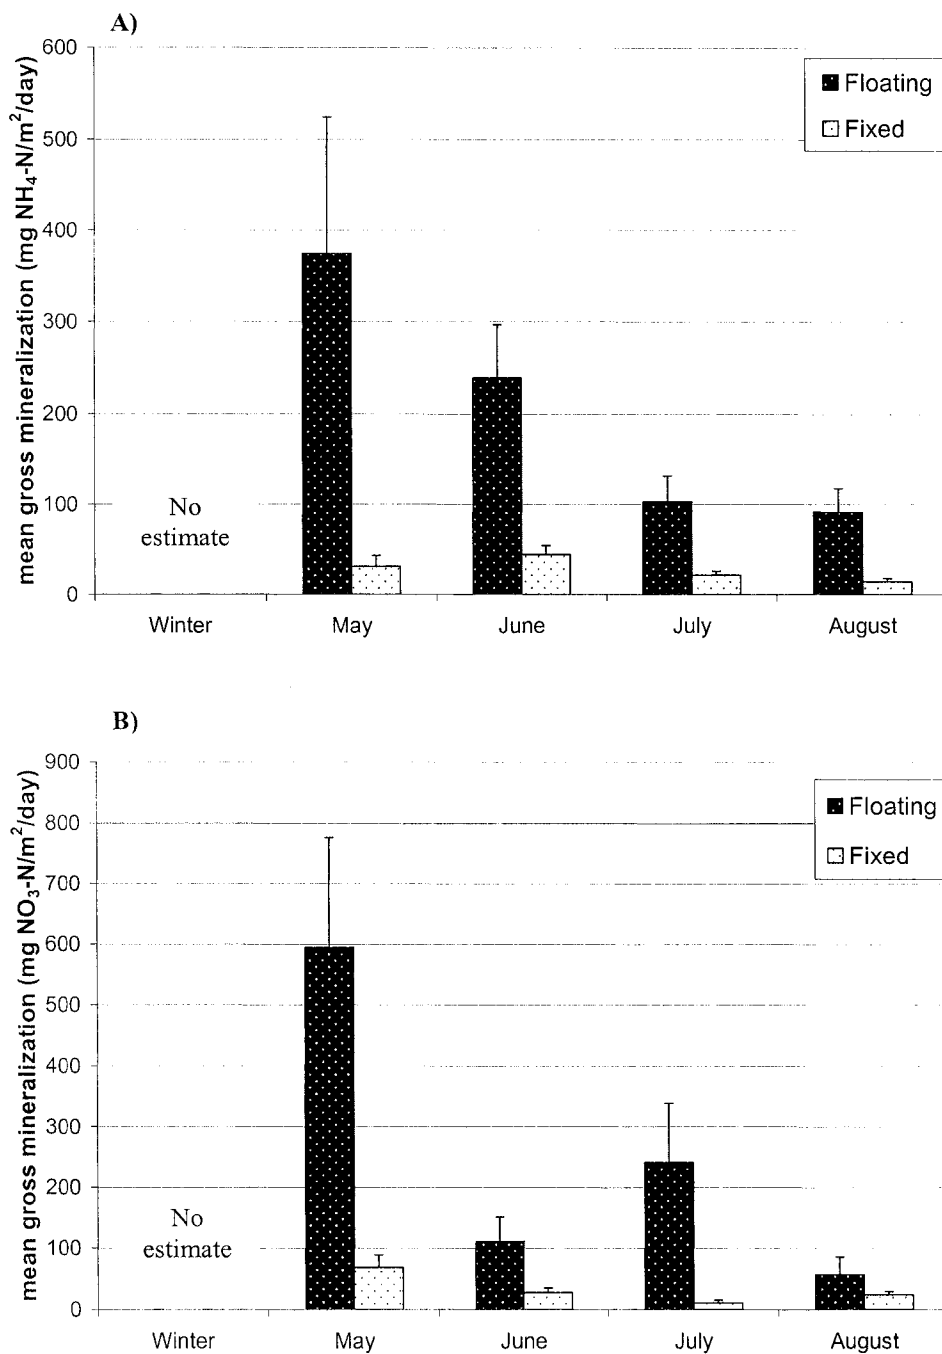 A)
mean gross mineralization (mg NH₄-N/m²/day)
600
500
400
300
200
100
0
Floating
Fixed
No
estimate
Winter May June July August
B)
mean gross mineralization (mg NO₃-N/m²/day)
900
800
700
600
500
400
300
200
100
0
Floating
Fixed
No
estimate
Winter May June July August